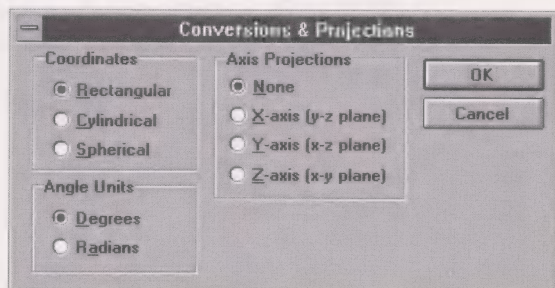 Conversions & Projections
Coordinates
Rectangular
Cylindrical
Spherical
Angle Units
Degrees
Radians
Axis Projections
None
X-axis (y-z plane)
Y-axis (x-z plane)
Z-axis (x-y plane)
OK
Cancel